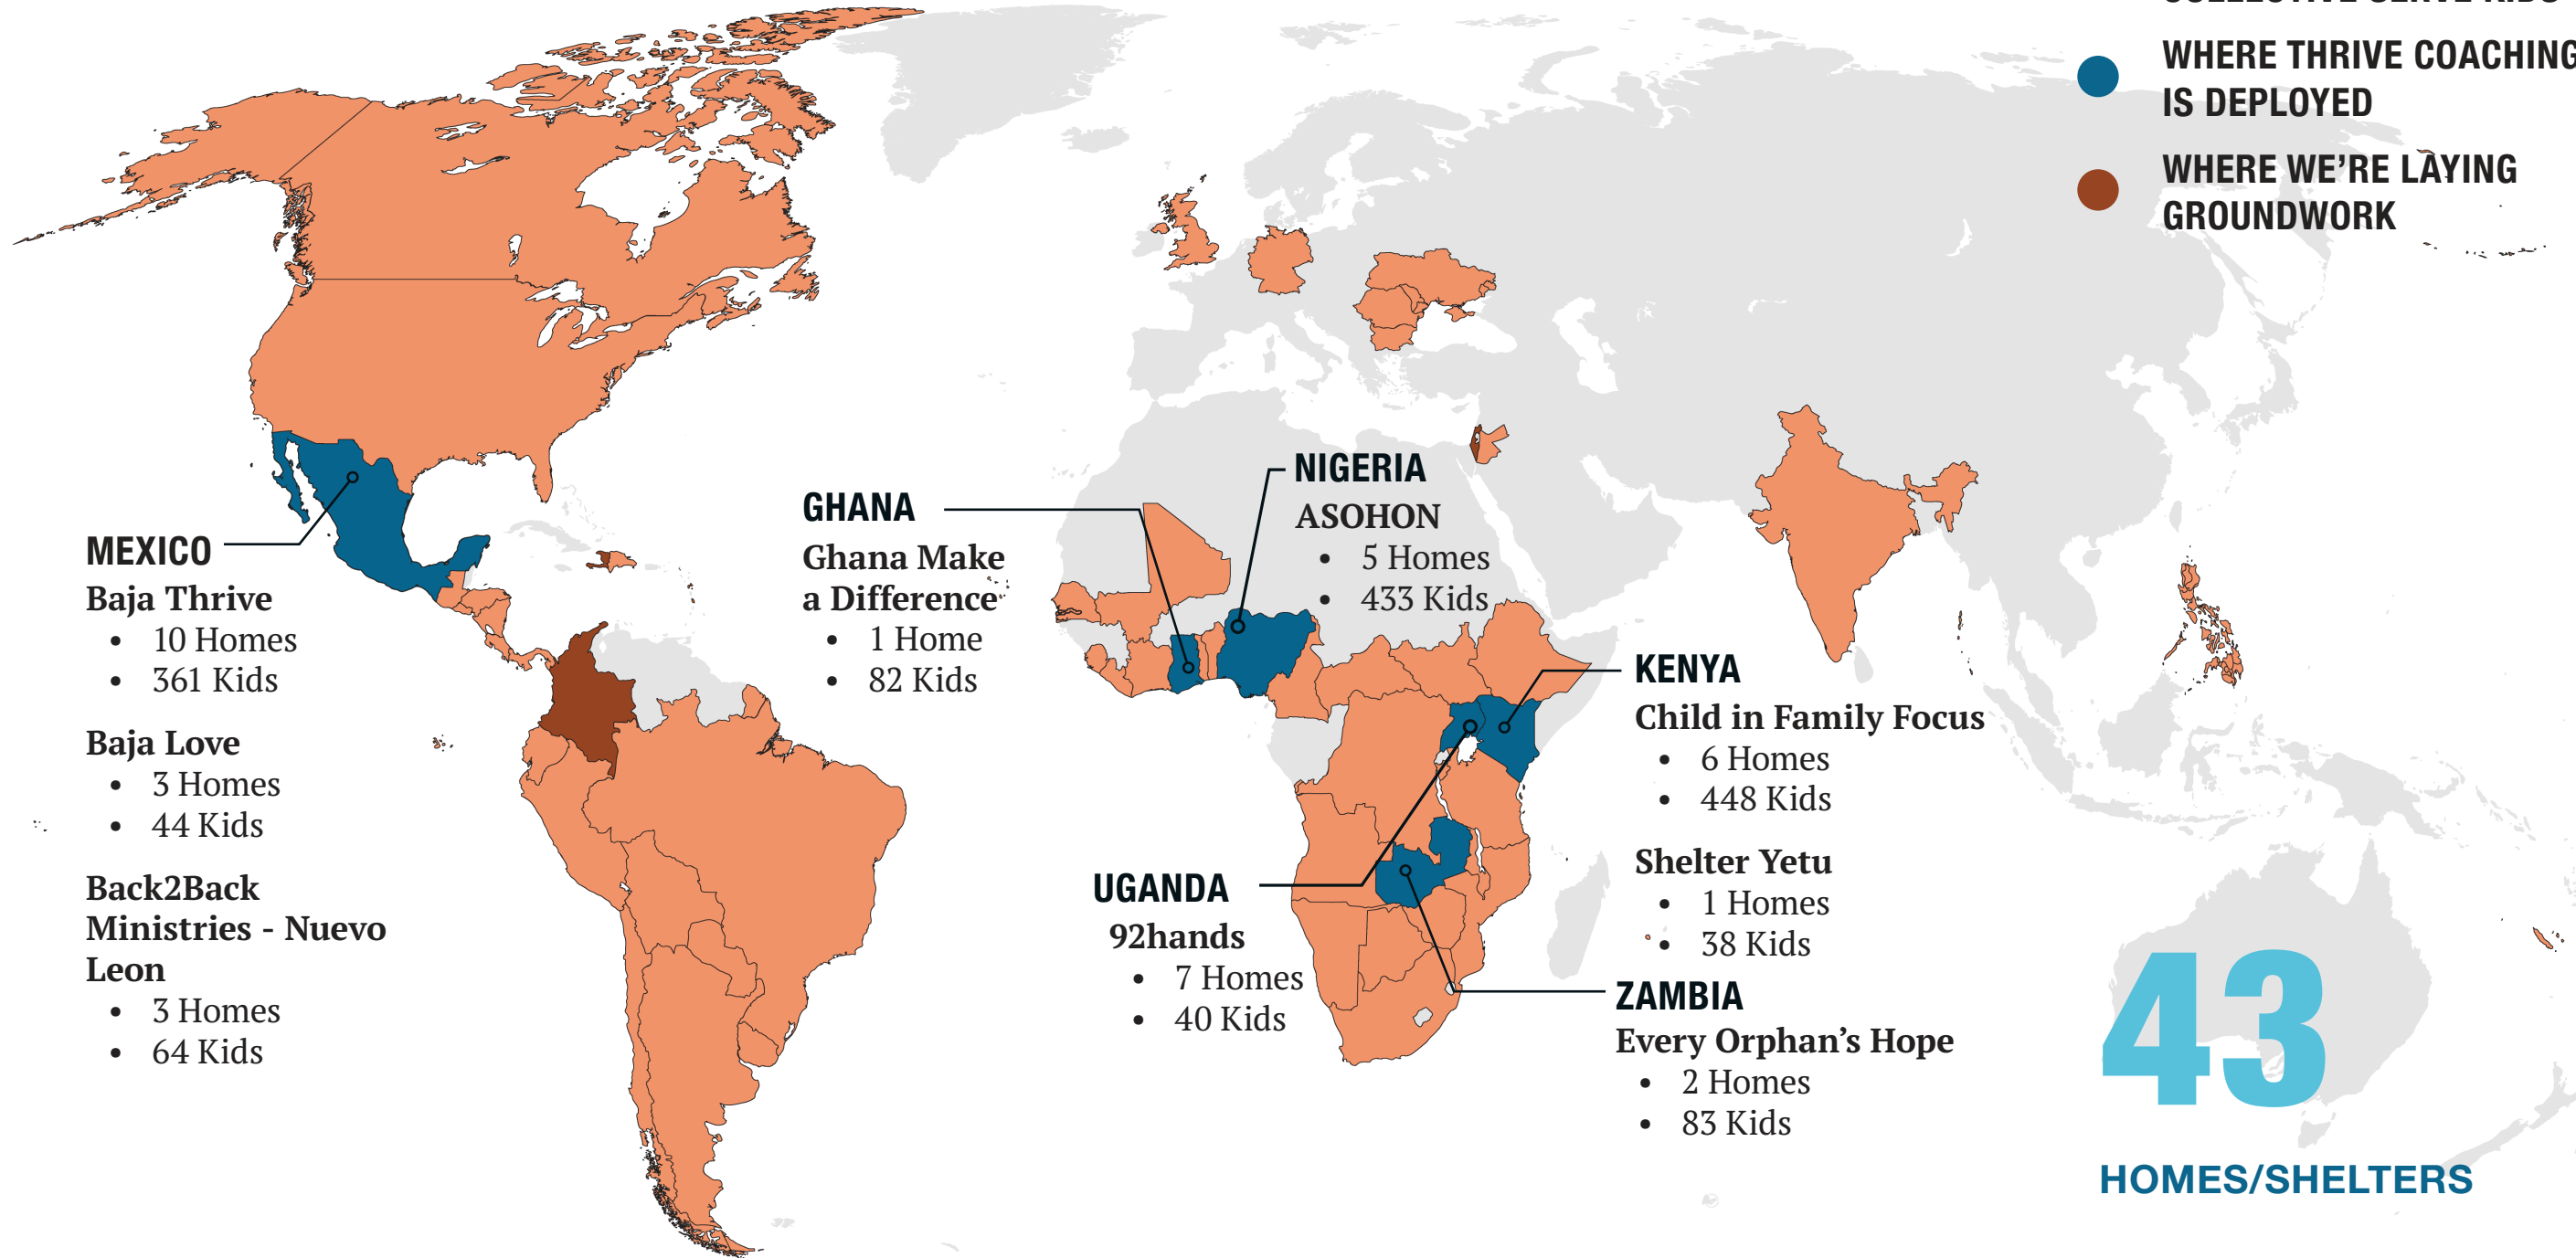 COLLECTIVE SERVE KIDS
WHERE THRIVE COACHING
IS DEPLOYED
WHERE WE'RE LAYING
GROUNDWORK
MEXICO
Baja Thrive
• 10 Homes
• 361 Kids
Baja Love
• 3 Homes
• 44 Kids
Back2Back
Ministries - Nuevo
Leon
• 3 Homes
• 64 Kids
GHANA
Ghana Make
a Difference
• 1 Home
• 82 Kids
NIGERIA
ASOHON
• 5 Homes
• 433 Kids
UGANDA
92hands
• 7 Homes
• 40 Kids
KENYA
Child in Family Focus
• 6 Homes
• 448 Kids
Shelter Yetu
• 1 Homes
• 38 Kids
ZAMBIA
Every Orphan's Hope
• 2 Homes
• 83 Kids
43
HOMES/SHELTERS